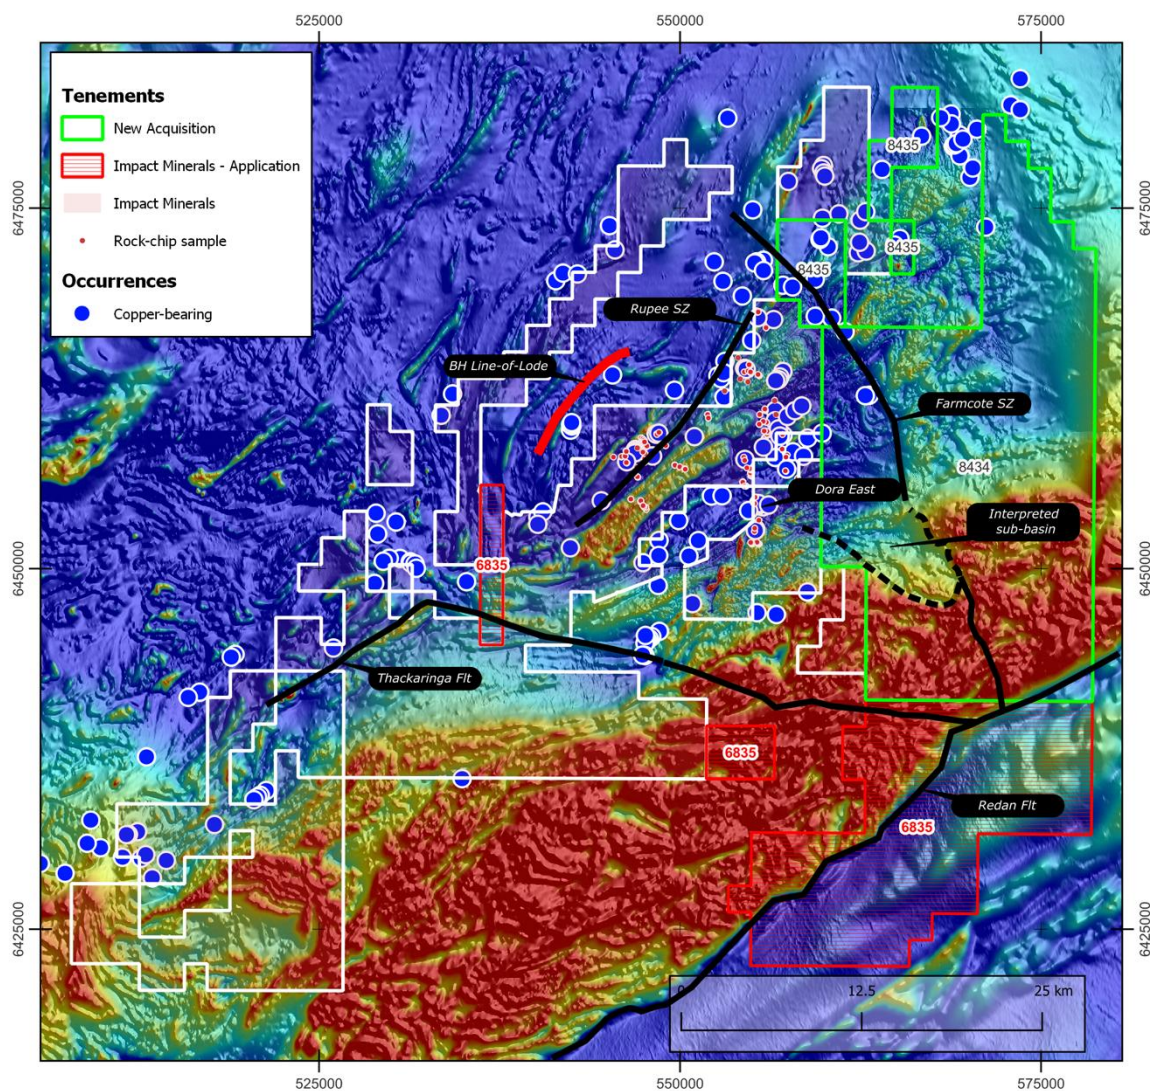 525000
550000
575000
Tenements
New Acquisition
Impact Minerals - Application
Impact Minerals
Rock-chip sample
Occurrences
Copper-bearing
8435
6475000
6475000
8435
8435
Rupee SZ
BH Line-of-Lode
Farmcote SZ
8434
Dora East
Interpreted
sub-basin
6835
6450000
6450000
Thackaringa Flt
6835
Redan Flt
6835
6425000
6425000
0
12.5
25 km
525000
550000
575000